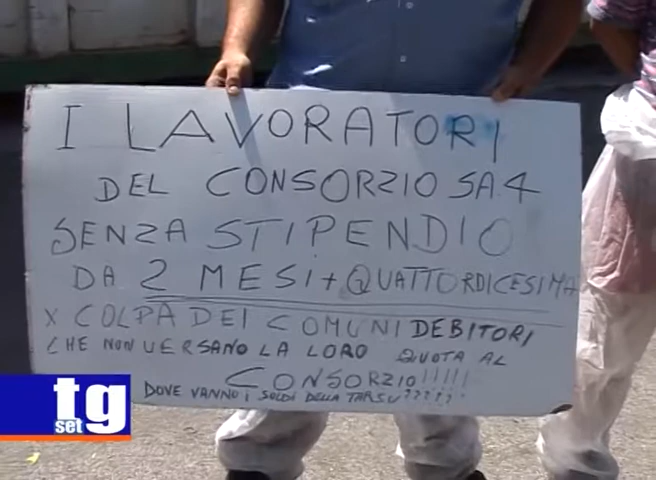 I LAVORATORI
DEL CONSORZIO SA4
SENZA STIPENDIO
DA 2 MESI + QUATTORDICESIMA
X COLPA DEI COMUNI DEBITORI
CHE NON VERSANO LA LORO QUOTA AL
CONSORZIO!!!!!
DOVE VANNO I SOLDI DELLA TARSU?????
tg
set